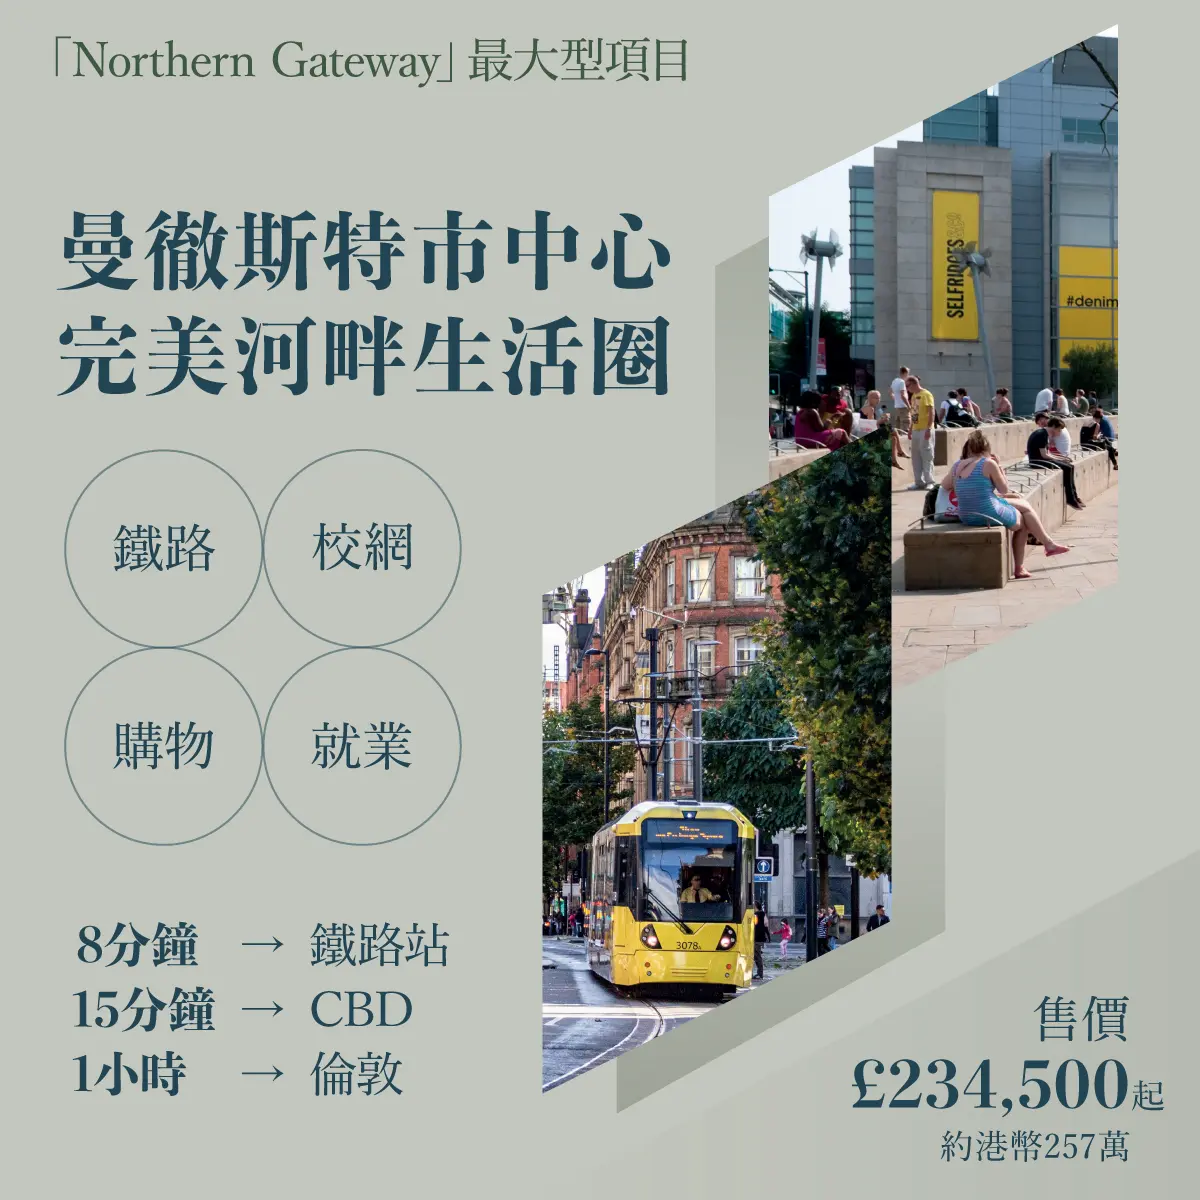 「Northern Gateway」最大型項目
曼徹斯特市中心
完美河畔生活圈
鐵路
校網
購物
就業
8分鐘 → 鐵路站
15分鐘 → CBD
1小時 → 倫敦
SELFRIDGES
#denim
3078
售價
£234,500起
約港幣257萬